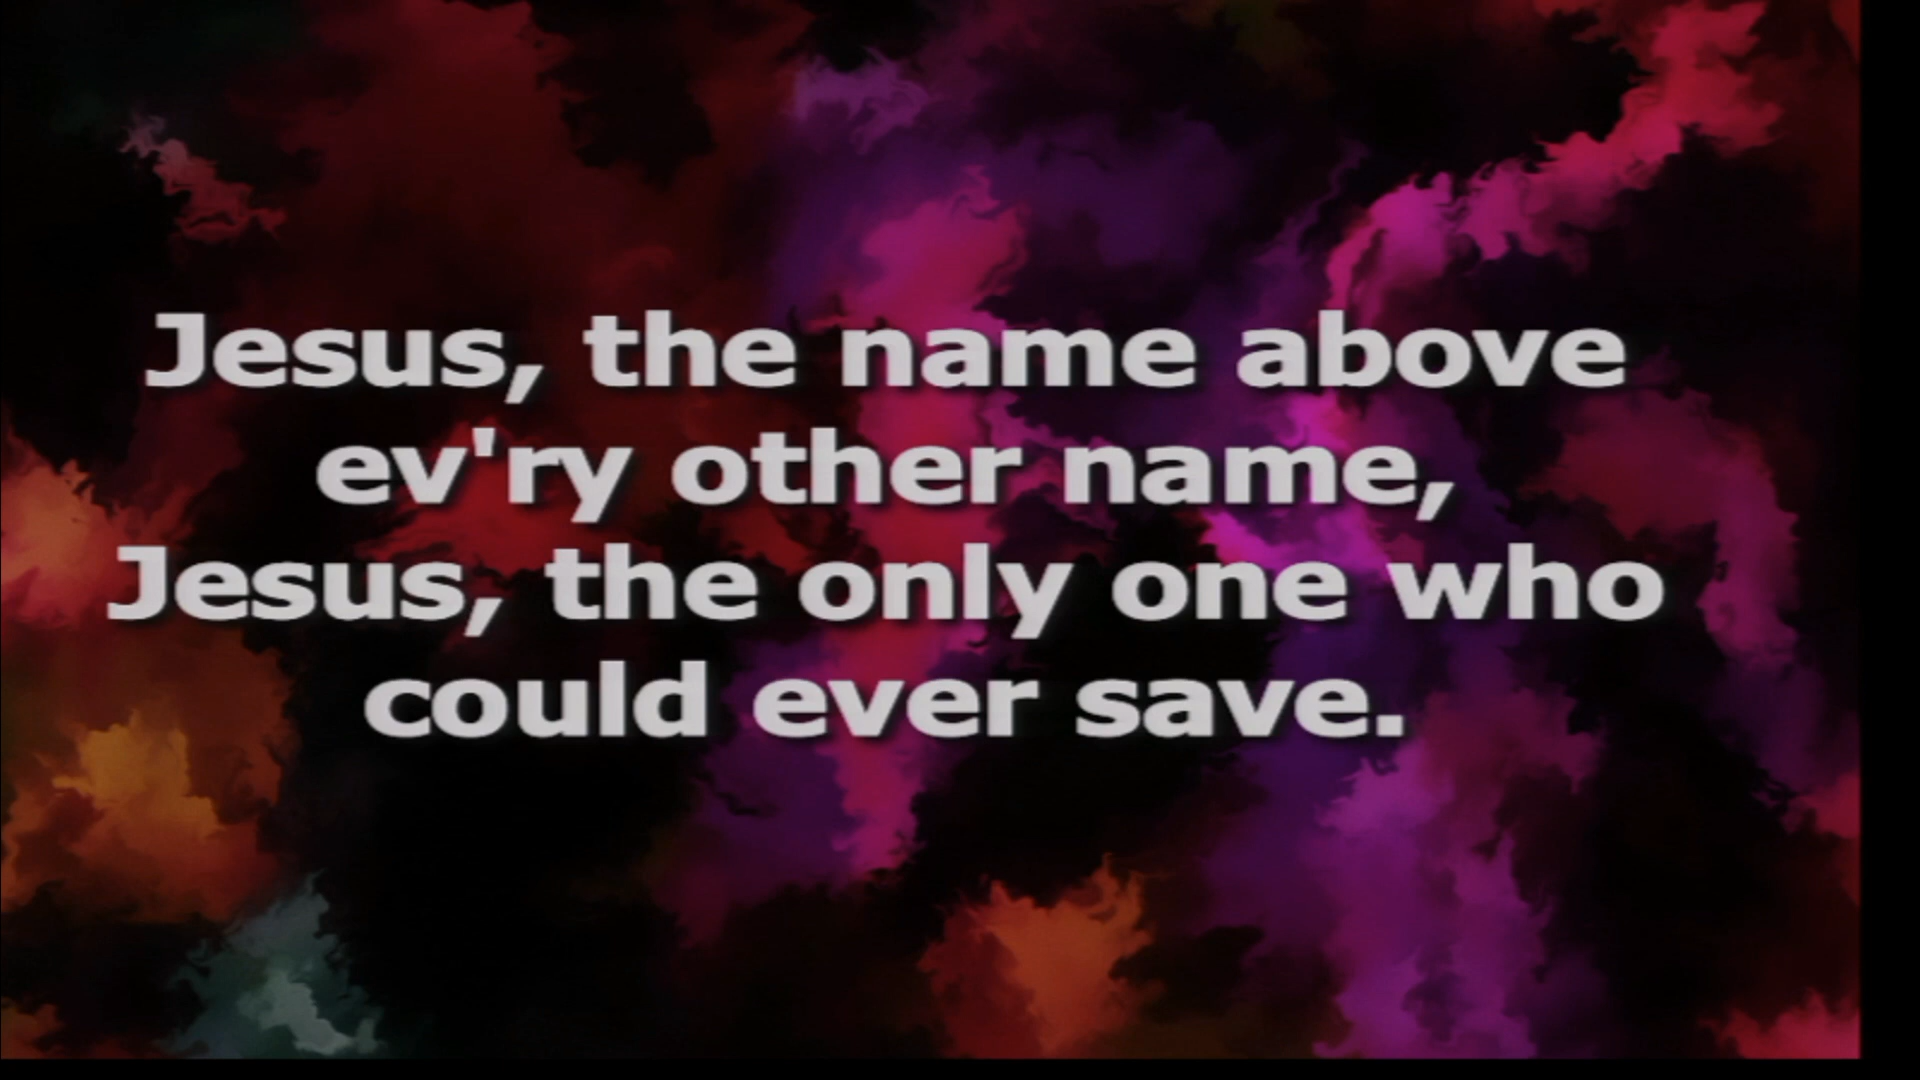 Jesus, the name above
ev'ry other name,
Jesus, the only one who
could ever save.